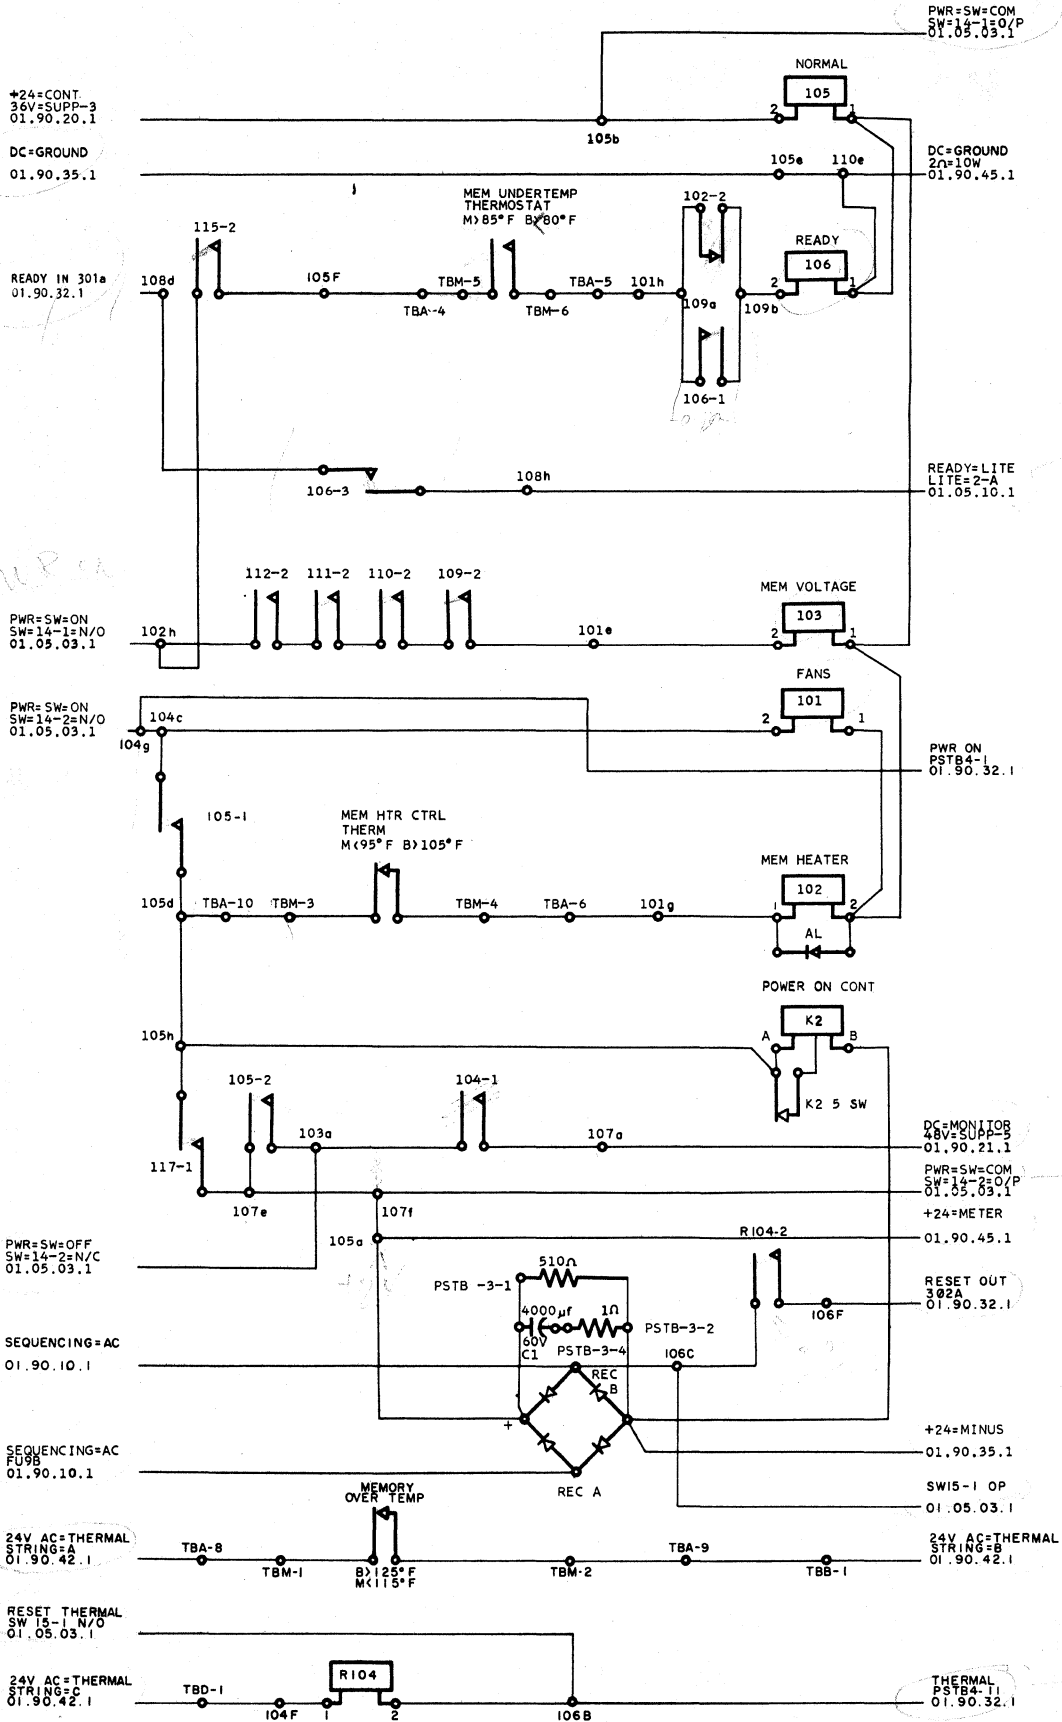 PWR=SW=COM
SW=14-1=O/P
01.05.03.1
NORMAL
105
+24=CONT.
36V=SUPP-3
01.90.20.1
2
1
105b
DC=GROUND
01.90.35.1
105e
110e
DC=GROUND
2Ω=10W
01.90.45.1
MEM UNDERTEMP
THERMOSTAT
M>85°F B<80°F
102-2
115-2
READY
106
READY IN 301a
01.90.32.1
108d
105F
TBM-5
TBA-5
101h
2
1
TBA-4
TBM-6
109a
109b
106-1
106-3
108h
READY=LITE
LITE=2-A
01.05.10.1
112-2
111-2
110-2
109-2
MEM VOLTAGE
103
PWR=SW=ON
SW=14-1=N/O
01.05.03.1
102h
101e
2
1
FANS
101
PWR=SW=ON
SW=14-2=N/O
01.05.03.1
104c
104g
2
1
PWR ON
PSTB4-1
01.90.32.1
105-1
MEM HTR CTRL
THERM
M<95°F B>105°F
MEM HEATER
102
105d
TBA-10
TBM-3
TBM-4
TBA-6
101g
1
2
AL
POWER ON CONT
K2
105h
A
B
105-2
104-1
K2 5 SW
103a
107a
DC=MONITOR
48V=SUPP-5
01.90.21.1
117-1
PWR=SW=COM
SW=14-2=O/P
01.05.03.1
107e
107f
+24=METER
01.90.45.1
105a
R104-2
PWR=SW=OFF
SW=14-2=N/C
01.05.03.1
510Ω
PSTB -3-1
RESET OUT
302A
01.90.32.1
4000µf
1Ω
106F
60V
C1
PSTB-3-2
PSTB-3-4
SEQUENCING=AC
01.90.10.1
106C
REC
B
+
+24=MINUS
01.90.35.1
SEQUENCING=AC
FU9B
01.90.10.1
REC A
SW15-1 OP
01.05.03.1
MEMORY
OVER TEMP
24V AC=THERMAL
STRING=A
01.90.42.1
TBA-8
TBM-1
B>125°F
M<115°F
TBM-2
TBA-9
TBB-1
24V AC=THERMAL
STRING=B
01.90.42.1
RESET THERMAL
SW 15-1 N/O
01.05.03.1
R104
24V AC=THERMAL
STRING=C
01.90.42.1
TBD-1
104F
1
2
106B
THERMAL
PSTB4-11
01.90.32.1